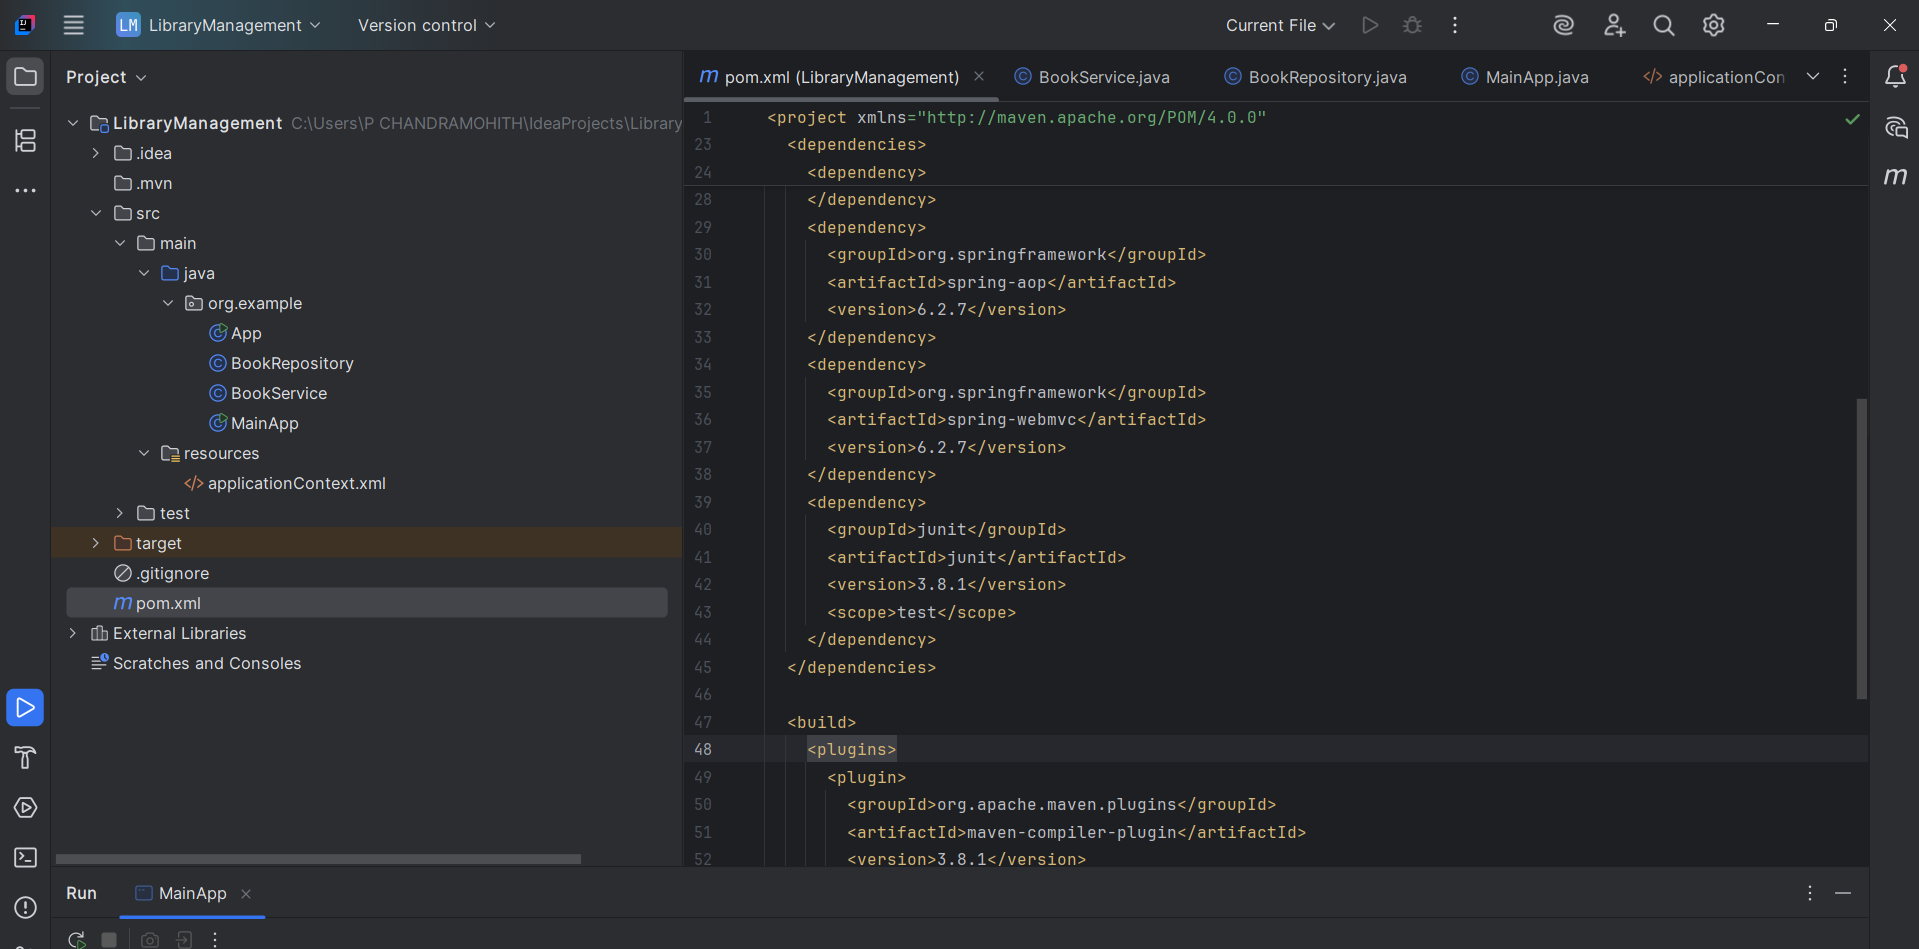 LM LibraryManagement
Version control
Current File
Project
LibraryManagement C:\Users\P CHANDRAMOHITH\IdeaProjects\Library
.idea
.mvn
src
main
java
org.example
App
BookRepository
BookService
MainApp
resources
</> applicationContext.xml
test
target
.gitignore
m pom.xml
External Libraries
Scratches and Consoles
m pom.xml (LibraryManagement)
BookService.java
BookRepository.java
MainApp.java
</> applicationCon
m
1 <project xmlns="http://maven.apache.org/POM/4.0.0"
23 <dependencies>
24 <dependency>
28 </dependency>
29 <dependency>
30 <groupId>org.springframework</groupId>
31 <artifactId>spring-aop</artifactId>
32 <version>6.2.7</version>
33 </dependency>
34 <dependency>
35 <groupId>org.springframework</groupId>
36 <artifactId>spring-webmvc</artifactId>
37 <version>6.2.7</version>
38 </dependency>
39 <dependency>
40 <groupId>junit</groupId>
41 <artifactId>junit</artifactId>
42 <version>3.8.1</version>
43 <scope>test</scope>
44 </dependency>
45 </dependencies>
46
47 <build>
48 <plugins>
49 <plugin>
50 <groupId>org.apache.maven.plugins</groupId>
51 <artifactId>maven-compiler-plugin</artifactId>
52 <version>3.8.1</version>
Run
MainApp